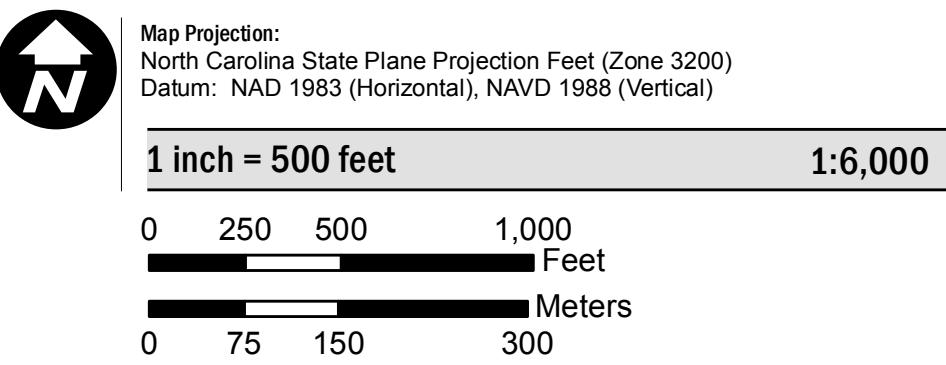 N
Map Projection:
North Carolina State Plane Projection Feet (Zone 3200)
Datum: NAD 1983 (Horizontal), NAVD 1988 (Vertical)
1 inch = 500 feet 1:6,000
0 250 500 1,000
Feet
Meters
0 75 150 300